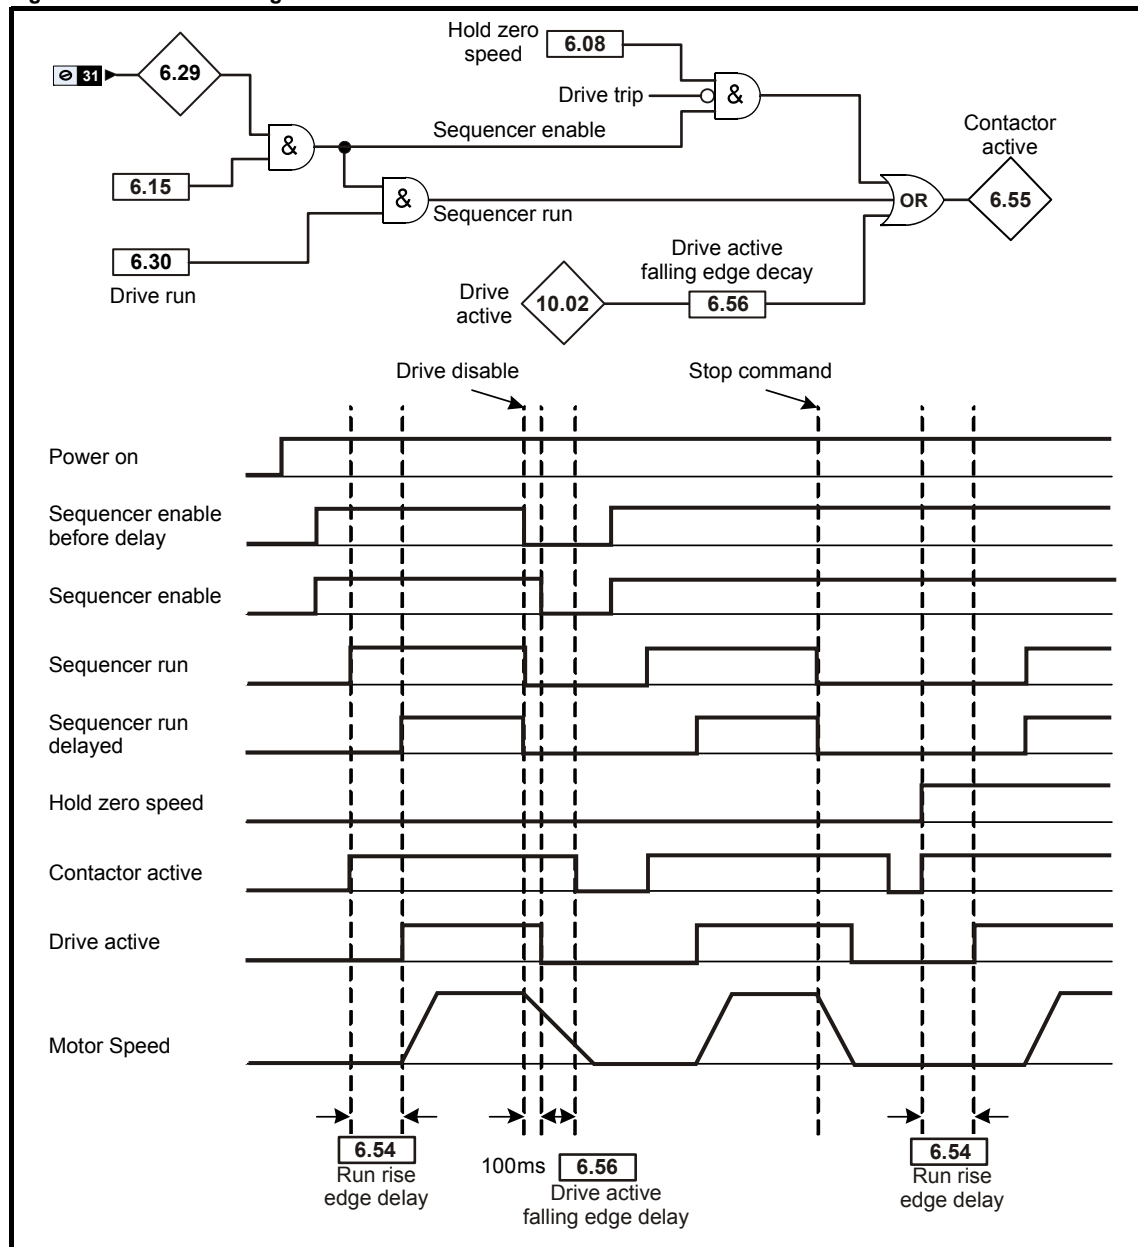 Hold zero
speed
6.08
31
6.29
Drive trip
&
Sequencer enable
&
Contactor
active
6.15
&
Sequencer run
OR
6.55
6.30
Drive run
Drive active
falling edge decay
Drive
active
10.02
6.56
Drive disable
Stop command
Power on
Sequencer enable
before delay
Sequencer enable
Sequencer run
Sequencer run
delayed
Hold zero speed
Contactor active
Drive active
Motor Speed
6.54
Run rise
edge delay
100ms
6.56
Drive active
falling edge delay
6.54
Run rise
edge delay